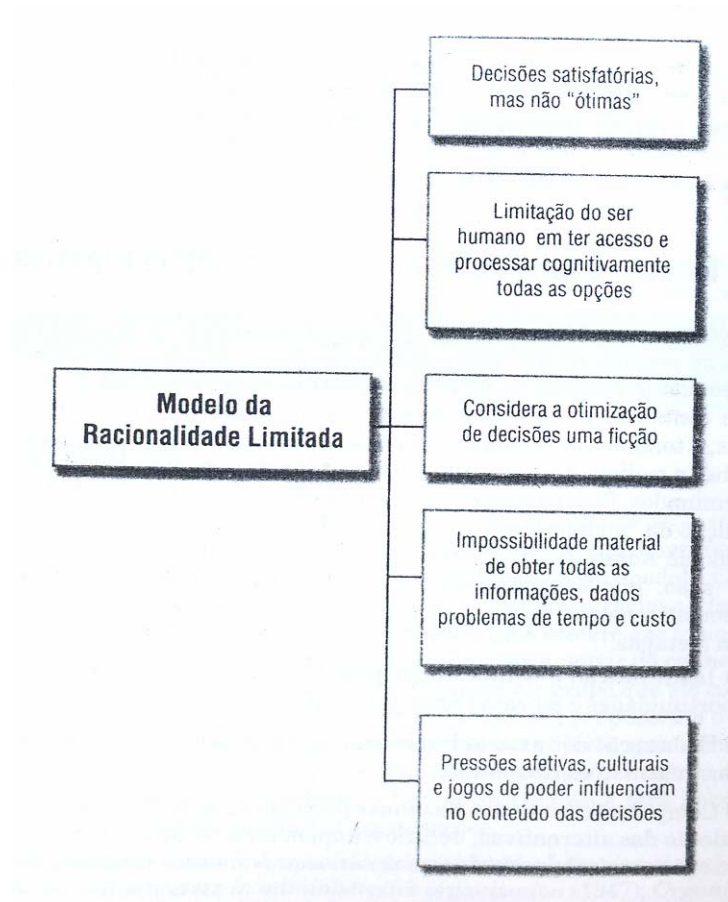 Decisões satisfatórias,
mas não "ótimas"
Limitação do ser
humano em ter acesso e
processar cognitivamente
todas as opções
Modelo da
Racionalidade Limitada
Considera a otimização
de decisões uma ficção
Impossibilidade material
de obter todas as
informações, dados
problemas de tempo e custo
Pressões afetivas, culturais
e jogos de poder influenciam
no conteúdo das decisões